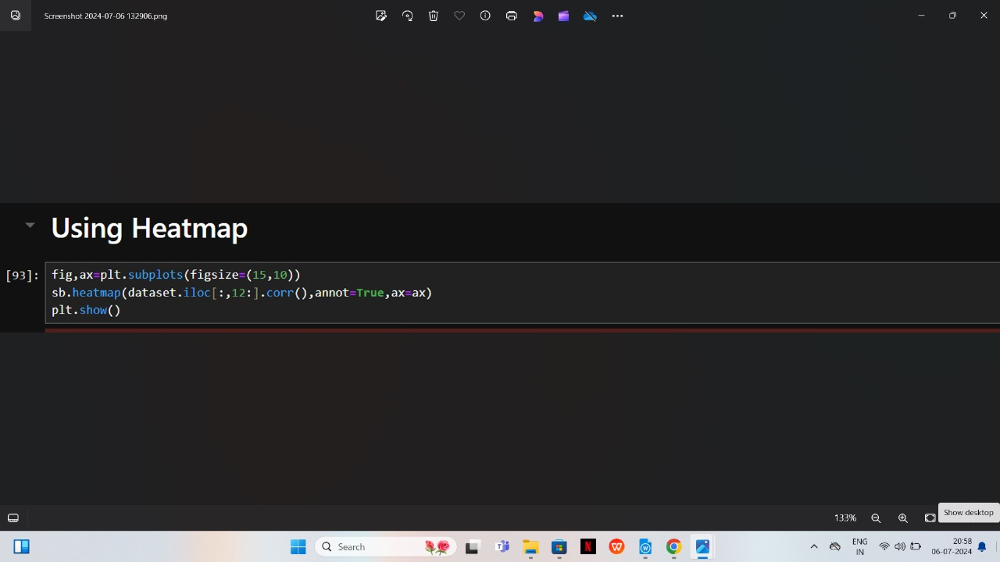 Screenshot 2024-07-06 132906.png
Using Heatmap
[93]:
fig,ax=plt.subplots(figsize=(15,10))
sb.heatmap(dataset.iloc[:,12:].corr(),annot=True,ax=ax)
plt.show()
133%
Show desktop
Search
ENG
IN
20:58
06-07-2024